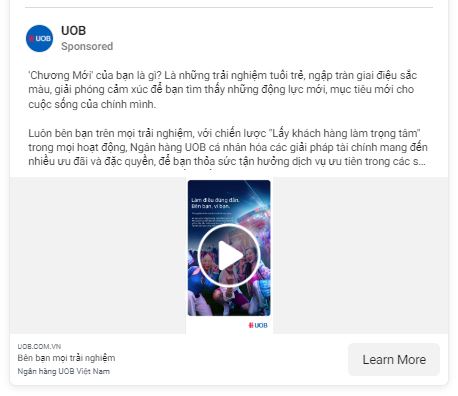 UOB
UOB
Sponsored
'Chương Mới' của bạn là gì? Là những trải nghiệm tuổi trẻ, ngập tràn giai điệu sắc
màu, giải phóng cảm xúc để bạn tìm thấy những động lực mới, mục tiêu mới cho
cuộc sống của chính mình.
Luôn bên bạn trên mọi trải nghiệm, với chiến lược "Lấy khách hàng làm trọng tâm"
trong mọi hoạt động, Ngân hàng UOB cá nhân hóa các giải pháp tài chính mang đến
nhiều ưu đãi và đặc quyền, để bạn thỏa sức tận hưởng dịch vụ ưu tiên trong các s...
Làm điều đúng đắn.
Bên bạn, vì bạn.
UOB
UOB.COM.VN
Bên bạn mọi trải nghiệm
Ngân hàng UOB Việt Nam
Learn More